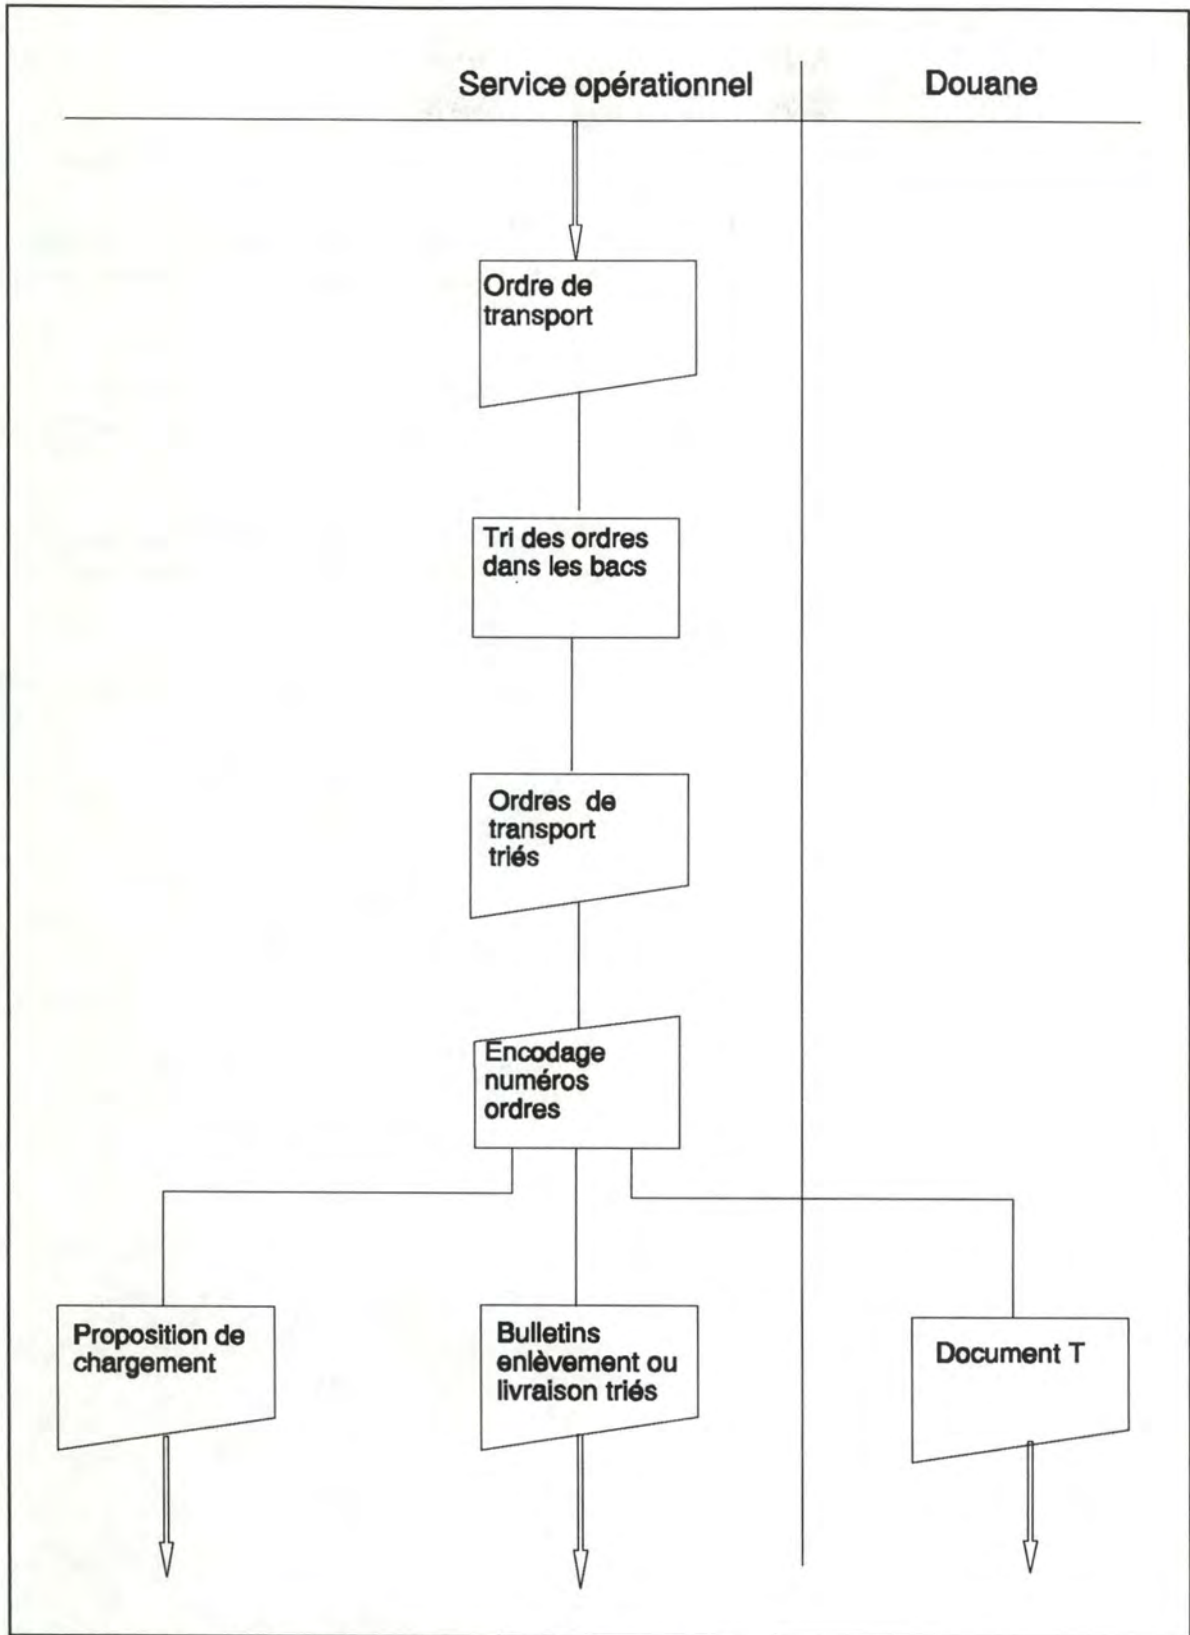 Service opérationnel
Douane
Ordre de
transport
Tri des ordres
dans les bacs
Ordres de
transport
triés
Encodage
numéros
ordres
Proposition de
chargement
Bulletins
enlèvement ou
livraison triés
Document T